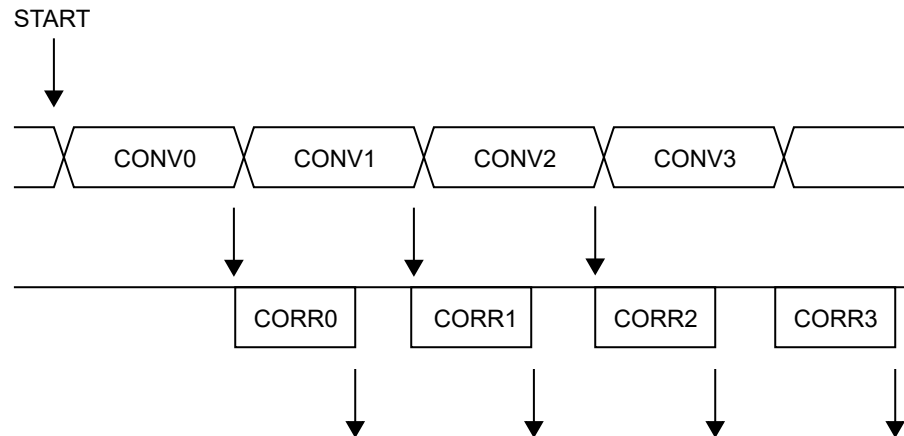 START
CONV0 CONV1 CONV2 CONV3
CORR0 CORR1 CORR2 CORR3